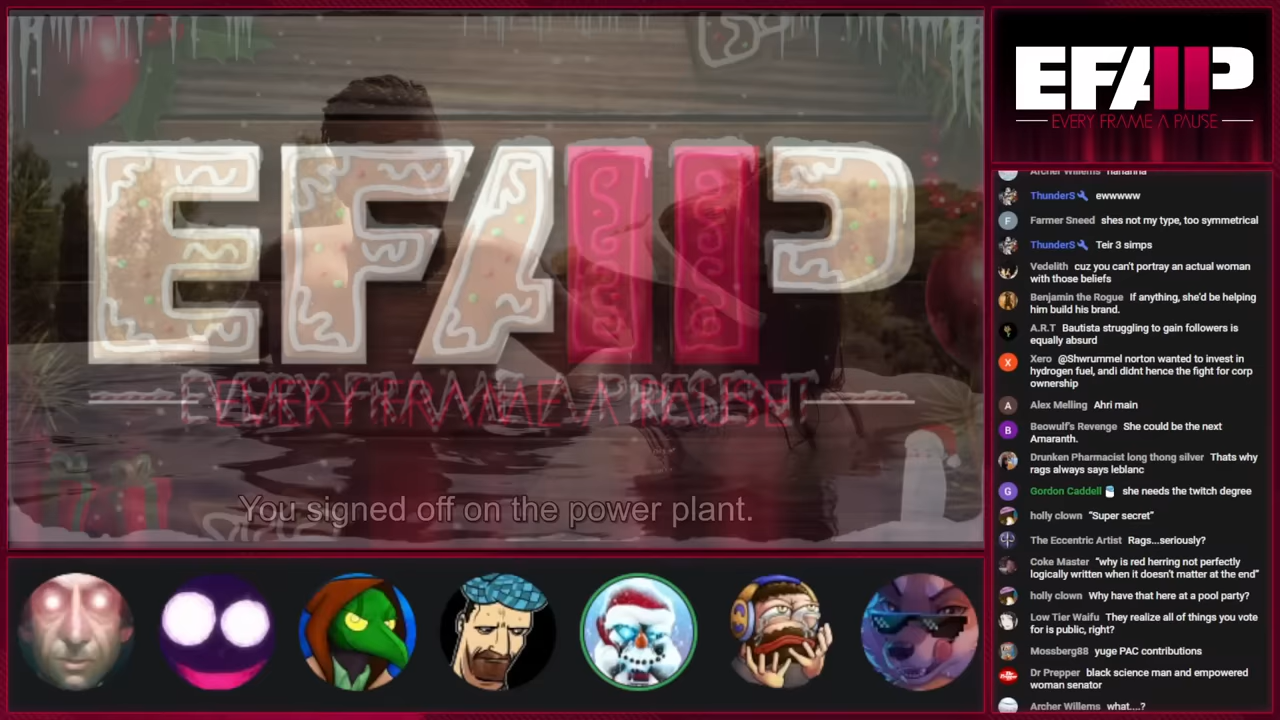 EFAP
EVERY FRAME A PAUSE
You signed off on the power plant.
EFAP
EVERY FRAME A PAUSE
Archer Willems hahahha
ThunderS ewwwww
Farmer Sneed shes not my type, too symmetrical
ThunderS Teir 3 simps
Vedelith cuz you can't portray an actual woman
with those beliefs
Benjamin the Rogue If anything, she'd be helping
him build his brand.
A.R.T Bautista struggling to gain followers is
equally absurd
Xero @Shwrummel norton wanted to invest in
hydrogen fuel, andi didnt hence the fight for corp
ownership
Alex Melling Ahri main
Beowulf's Revenge She could be the next
Amaranth.
Drunken Pharmacist long thong silver Thats why
rags always says leblanc
Gordon Caddell she needs the twitch degree
holly clown “Super secret”
The Eccentric Artist Rags...seriously?
Coke Master “why is red herring not perfectly
logically written when it doesn't matter at the end”
holly clown Why have that here at a pool party?
Low Tier Waifu They realize all of things you vote
for is public, right?
Mossberg88 yuge PAC contributions
Dr Prepper black science man and empowered
woman senator
Archer Willems what....?